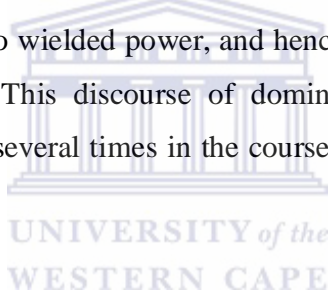 o wielded power, and henc
This discourse of domin
several times in the course
UNIVERSITY of the
WESTERN CAPE